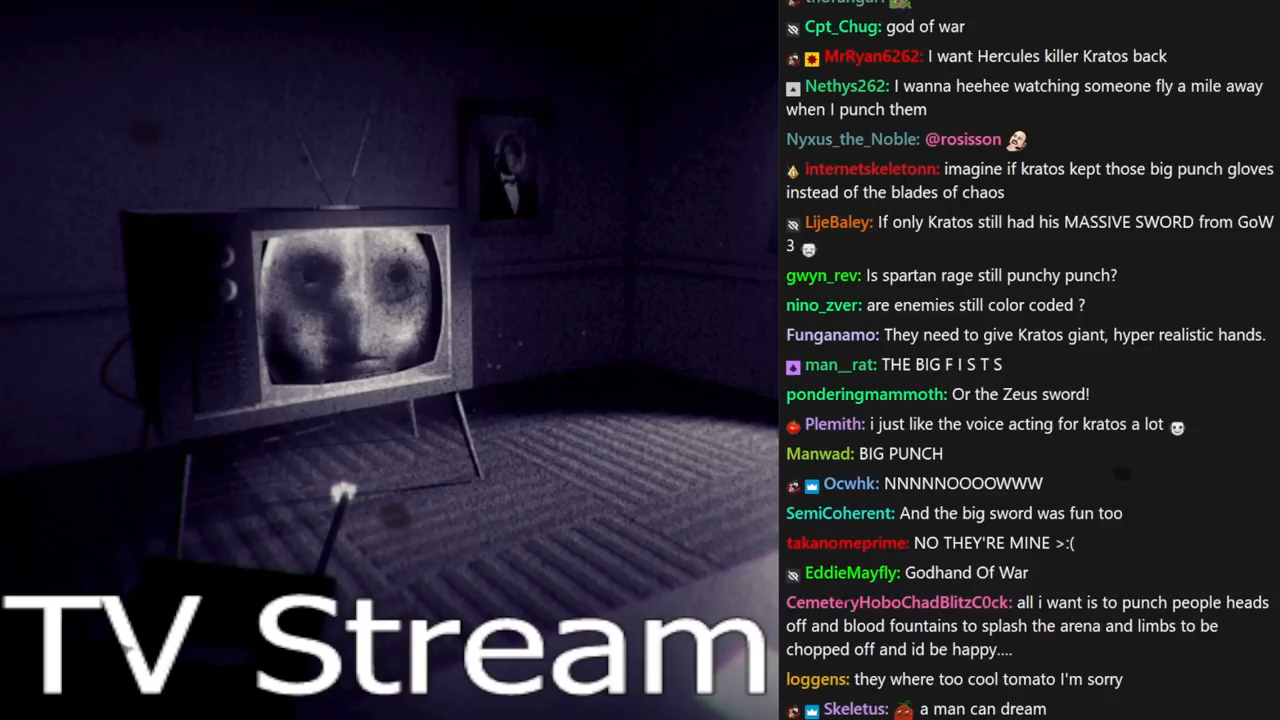 Cpt_Chug: god of war
MrRyan6262: I want Hercules killer Kratos back
Nethys262: I wanna heehee watching someone fly a mile away
when I punch them
Nyxus_the_Noble: @rosisson
internetskeletonn: imagine if kratos kept those big punch gloves
instead of the blades of chaos
LijeBaley: If only Kratos still had his MASSIVE SWORD from GoW
3
gwyn_rev: Is spartan rage still punchy punch?
nino_zver: are enemies still color coded ?
Funganamo: They need to give Kratos giant, hyper realistic hands.
man__rat: THE BIG F I S T S
ponderingmammoth: Or the Zeus sword!
Plemith: i just like the voice acting for kratos a lot
Manwad: BIG PUNCH
Ocwhk: NNNNNOOOOWWW
SemiCoherent: And the big sword was fun too
takanomeprime: NO THEY'RE MINE >:(
EddieMayfly: Godhand Of War
CemeteryHoboChadBlitzC0ck: all i want is to punch people heads
off and blood fountains to splash the arena and limbs to be
chopped off and id be happy....
loggens: they where too cool tomato I'm sorry
Skeletus: a man can dream
TV Stream